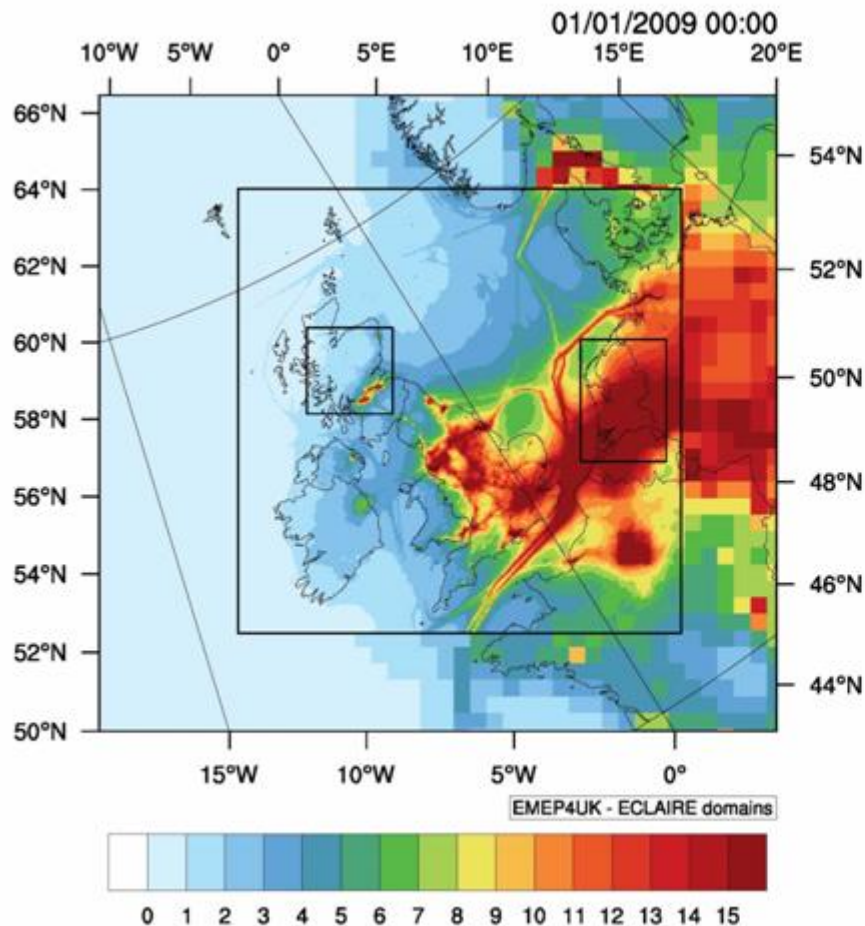 01/01/2009 00:00
10°W 5°W 0° 5°E 10°E 15°E 20°E
66°N
64°N
62°N
60°N
58°N
56°N
54°N
52°N
50°N
54°N
52°N
50°N
48°N
46°N
44°N
15°W 10°W 5°W 0°
EMEP4UK - ECLAIRE domains
0 1 2 3 4 5 6 7 8 9 10 11 12 13 14 15